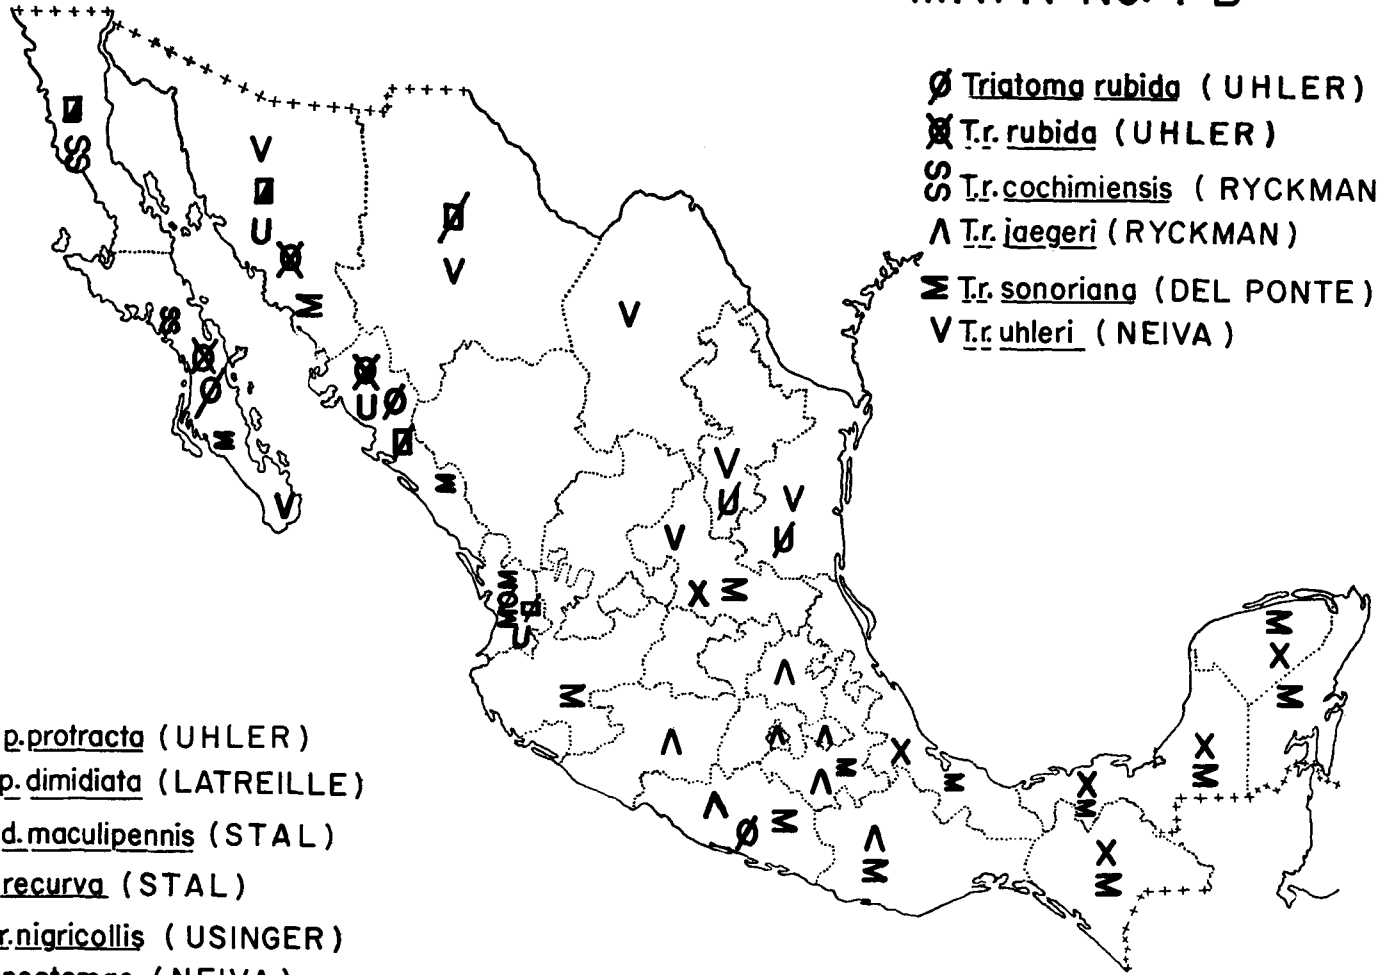 Triatoma rubida (UHLER)
T.r. rubida (UHLER)
T.r. cochimiensis (RYCKMAN
T.r. jaegeri (RYCKMAN)
T.r. sonoriana (DEL PONTE)
V T.r. uhleri (NEIVA)
p. protracta (UHLER)
p. dimidiata (LATREILLE)
d. maculipennis (STAL)
recurva (STAL)
r. nigricollis (USINGER)